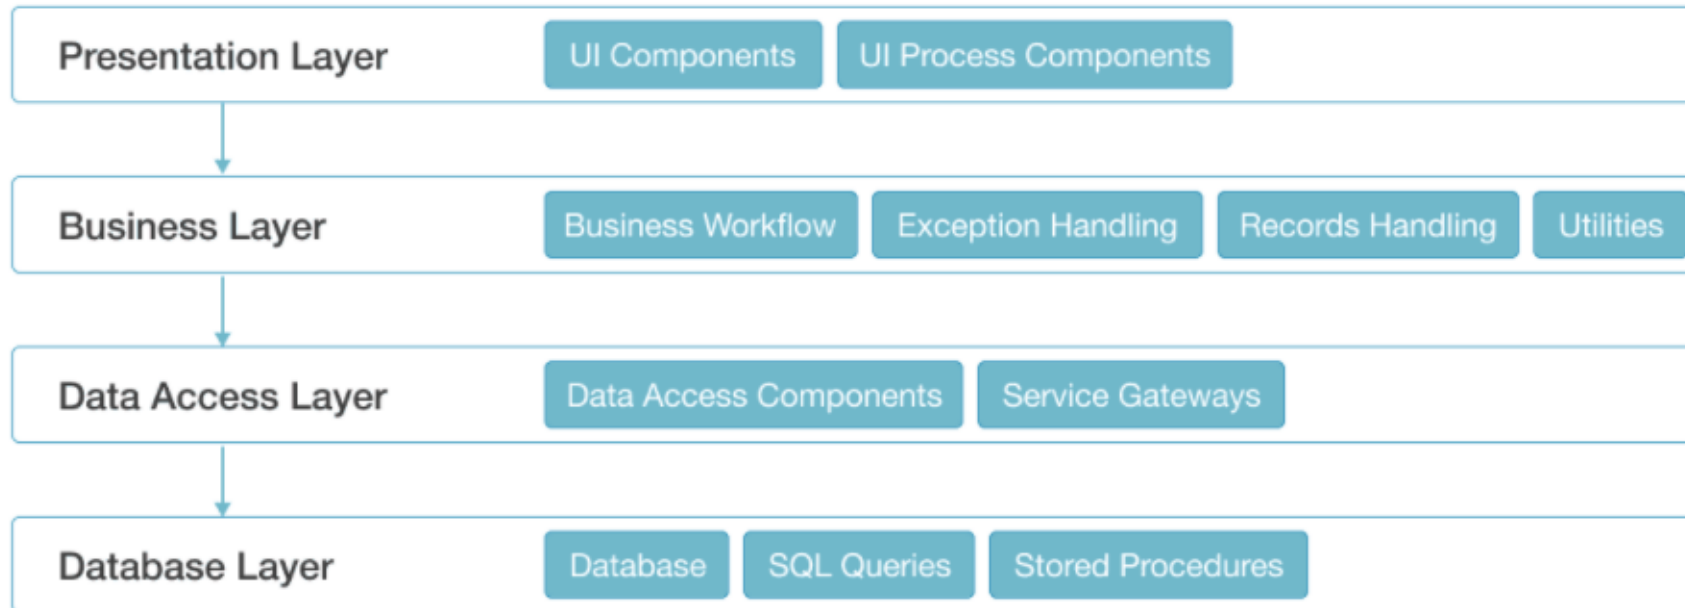 Presentation Layer UI Components UI Process Components
Business Layer Business Workflow Exception Handling Records Handling Utilities
Data Access Layer Data Access Components Service Gateways
Database Layer Database SQL Queries Stored Procedures